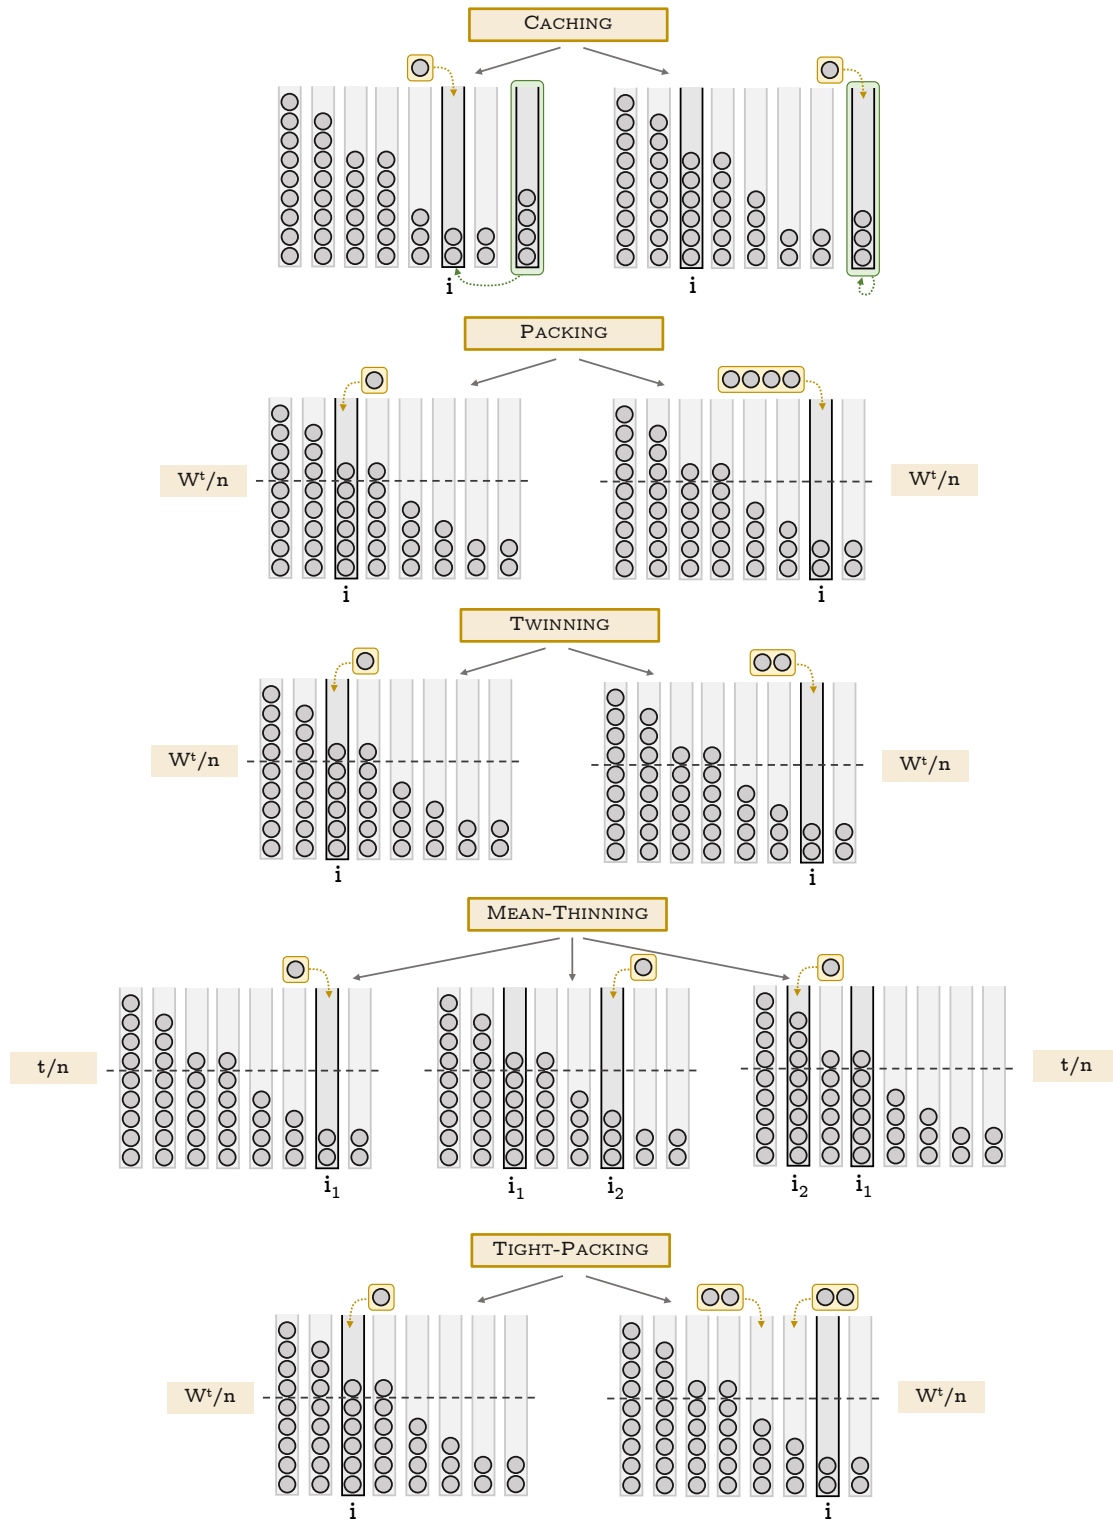 CACHING
i
i
PACKING
Wᵗ/n
Wᵗ/n
i
i
TWINNING
Wᵗ/n
Wᵗ/n
i
i
MEAN-THINNING
t/n
t/n
i₁
i₁
i₂
i₂
i₁
TIGHT-PACKING
Wᵗ/n
Wᵗ/n
i
i